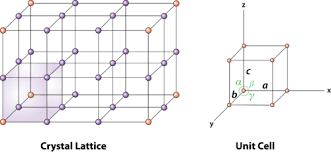 z
c
α β
a
x
b γ
y
Crystal Lattice
Unit Cell